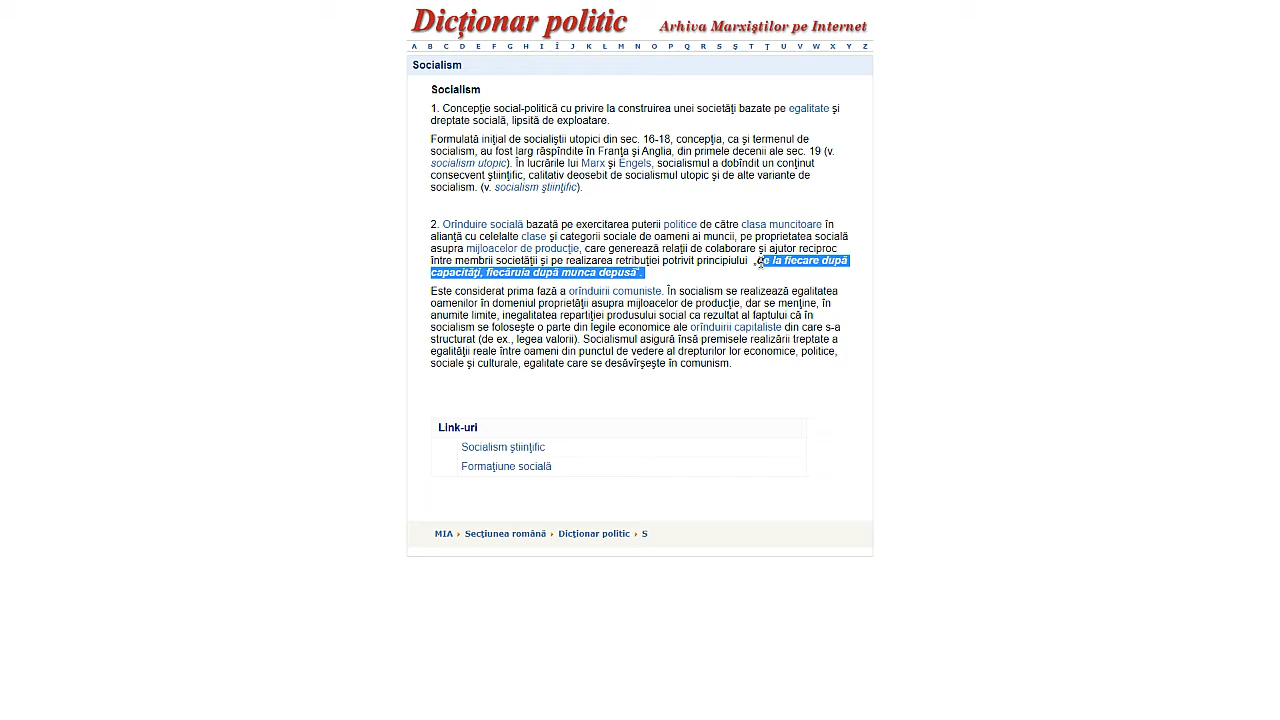 Dicționar politic
Arhiva Marxiştilor pe Internet
A B C D E F G H I Î J K L M N O P Q R S Ş T Ţ U V W X Y Z
Socialism
Socialism
1. Concepţie social-politică cu privire la construirea unei societăţi bazate pe egalitate şi
dreptate socială, lipsită de exploatare.
Formulată iniţial de socialiştii utopici din sec. 16-18, concepţia, ca şi termenul de
socialism, au fost larg răspîndite în Franţa şi Anglia, din primele decenii ale sec. 19 (v.
socialism utopic). În lucrările lui Marx şi Engels, socialismul a dobîndit un conţinut
consecvent ştiinţific, calitativ deosebit de socialismul utopic şi de alte variante de
socialism. (v. socialism ştiinţific).
2. Orînduire socială bazată pe exercitarea puterii politice de către clasa muncitoare în
alianţă cu celelalte clase şi categorii sociale de oameni ai muncii, pe proprietatea socială
asupra mijloacelor de producţie, care generează relaţii de colaborare şi ajutor reciproc
între membrii societăţii şi pe realizarea retribuţiei potrivit principiului „de la fiecare după
capacităţi, fiecăruia după munca depusă”.
Este considerat prima fază a orînduirii comuniste. În socialism se realizează egalitatea
oamenilor în domeniul proprietăţii asupra mijloacelor de producţie, dar se menţine, în
anumite limite, inegalitatea repartiţiei produsului social ca rezultat al faptului că în
socialism se foloseşte o parte din legile economice ale orînduirii capitaliste din care s-a
structurat (de ex., legea valorii). Socialismul asigură însă premisele realizării treptate a
egalităţii reale între oameni din punctul de vedere al drepturilor lor economice, politice,
sociale şi culturale, egalitate care se desăvîrşeşte în comunism.
Link-uri
Socialism ştiinţific
Formaţiune socială
MIA Secţiunea română Dicţionar politic S